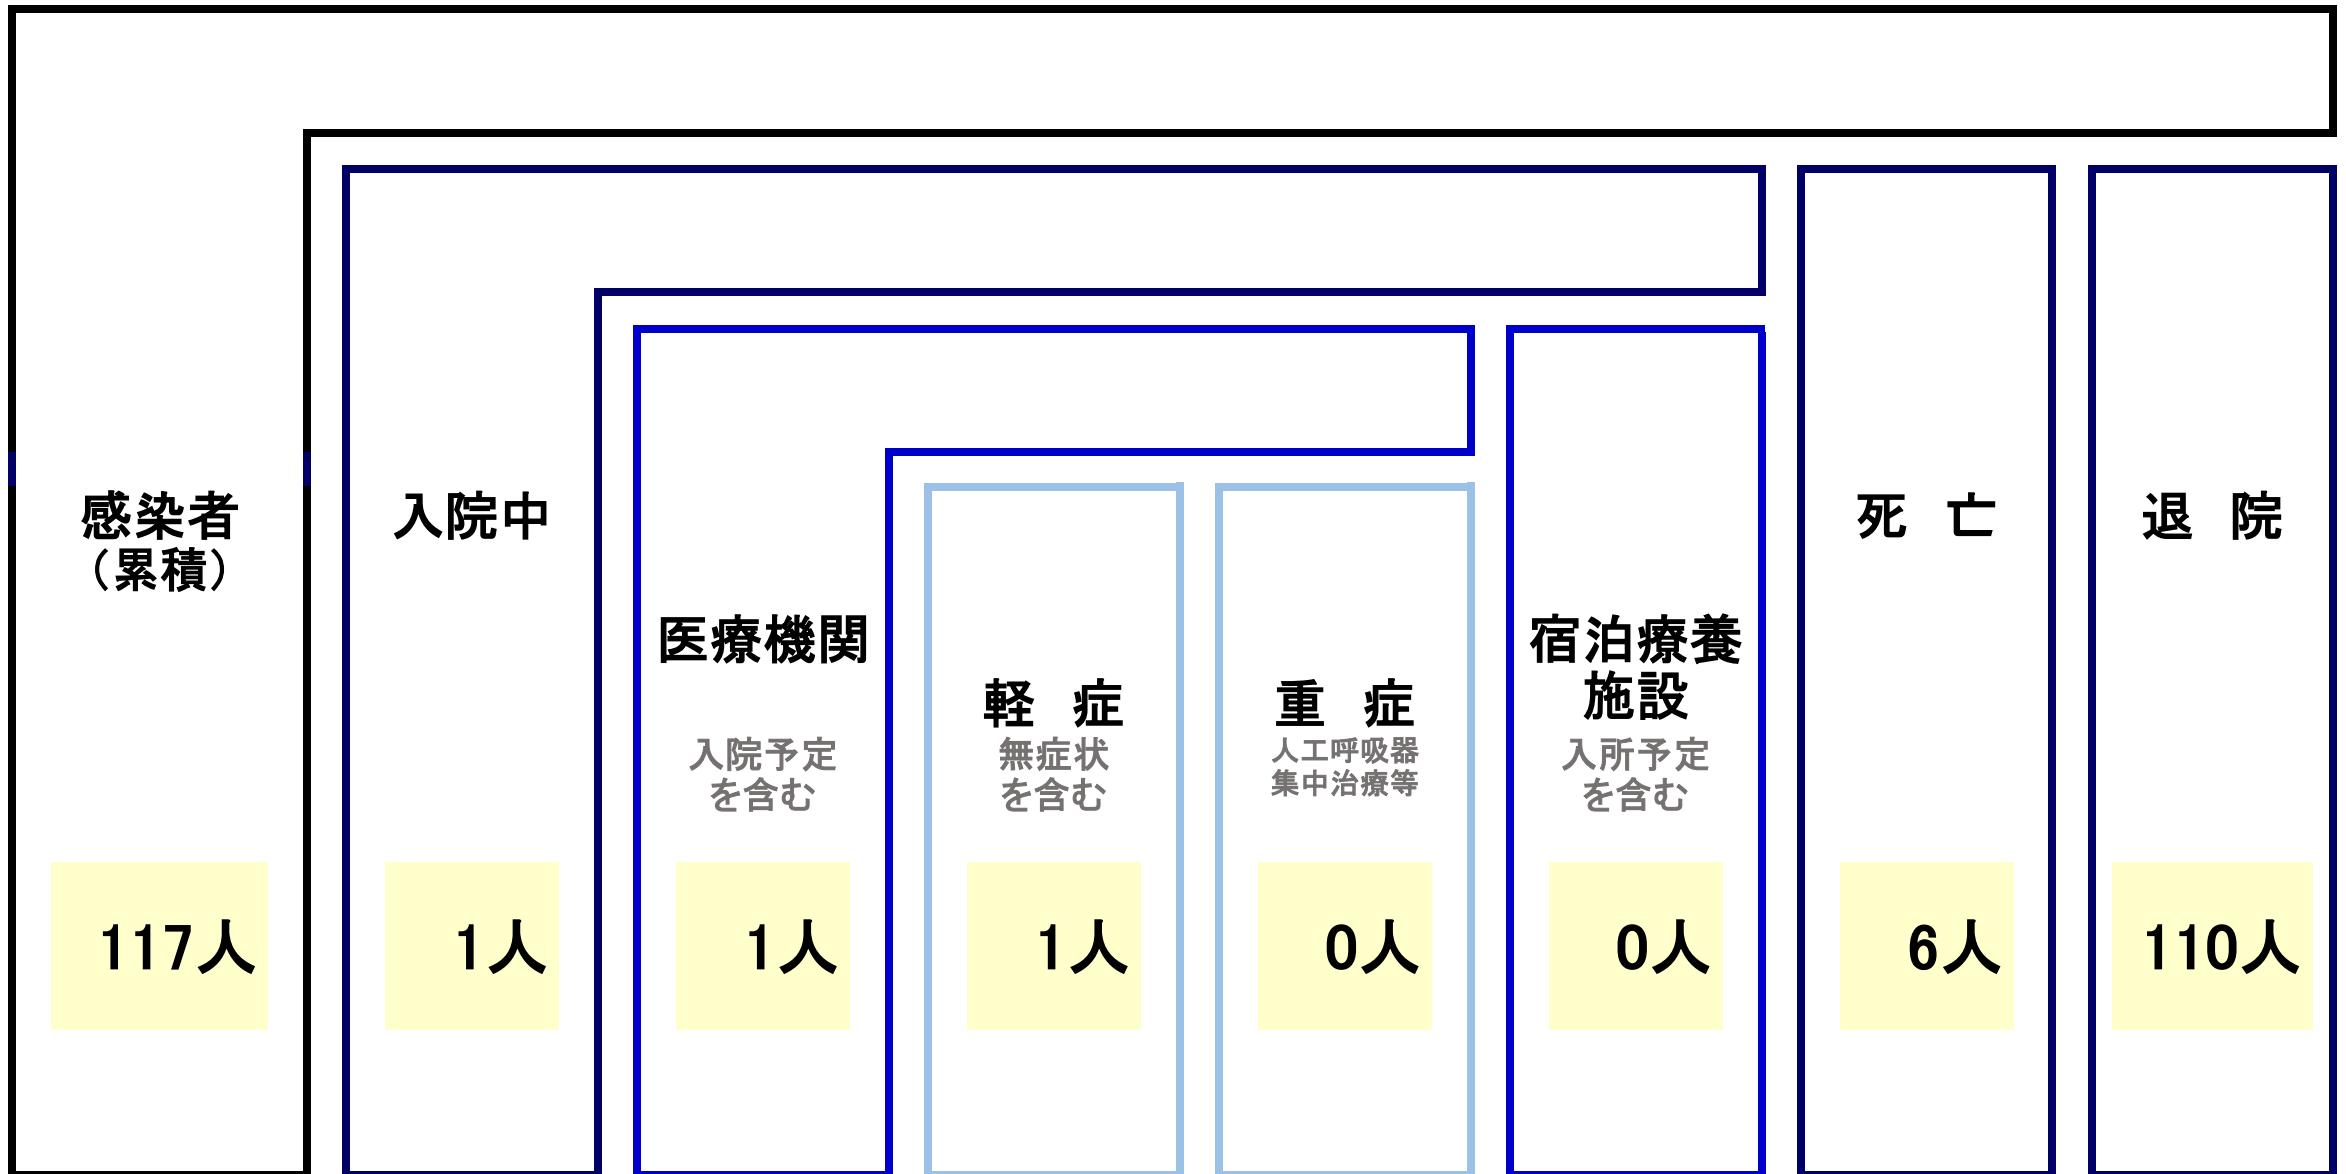 感染者
（累積）
117人
入院中
1人
医療機関
入院予定
を含む
1人
軽　症
無症状
を含む
1人
重　症
人工呼吸器
集中治療等
0人
宿泊療養
施設
入所予定
を含む
0人
死　亡
6人
退　院
110人